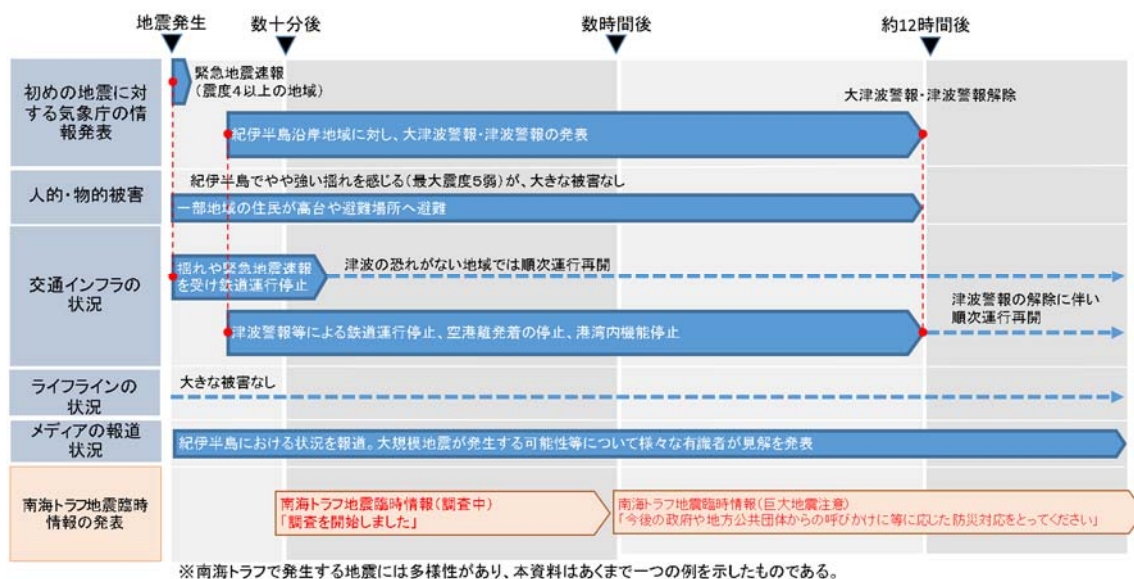 地震発生
数十分後
数時間後
約12時間後
初めの地震に対
する気象庁の情
報発表
緊急地震速報
(震度4以上の地域)
大津波警報・津波警報解除
紀伊半島沿岸地域に対し、大津波警報・津波警報の発表
人的・物的被害
紀伊半島でやや強い揺れを感じる(最大震度5弱)が、大きな被害なし
一部地域の住民が高台や避難場所へ避難
交通インフラの
状況
揺れや緊急地震速報
を受け鉄道運行停止
津波の恐れがない地域では順次運行再開
津波警報の解除に伴い
順次運行再開
津波警報等による鉄道運行停止、空港離発着の停止、港湾内機能停止
ライフラインの
状況
大きな被害なし
メディアの報道
状況
紀伊半島における状況を報道。大規模地震が発生する可能性等について様々な有識者が見解を発表
南海トラフ地震臨時
情報の発表
南海トラフ地震臨時情報(調査中)
「調査を開始しました」
南海トラフ地震臨時情報(巨大地震注意)
「今後の政府や地方公共団体からの呼びかけに等に応じた防災対応をとってください」
※南海トラフで発生する地震には多様性があり、本資料はあくまで一つの例を示したものである。